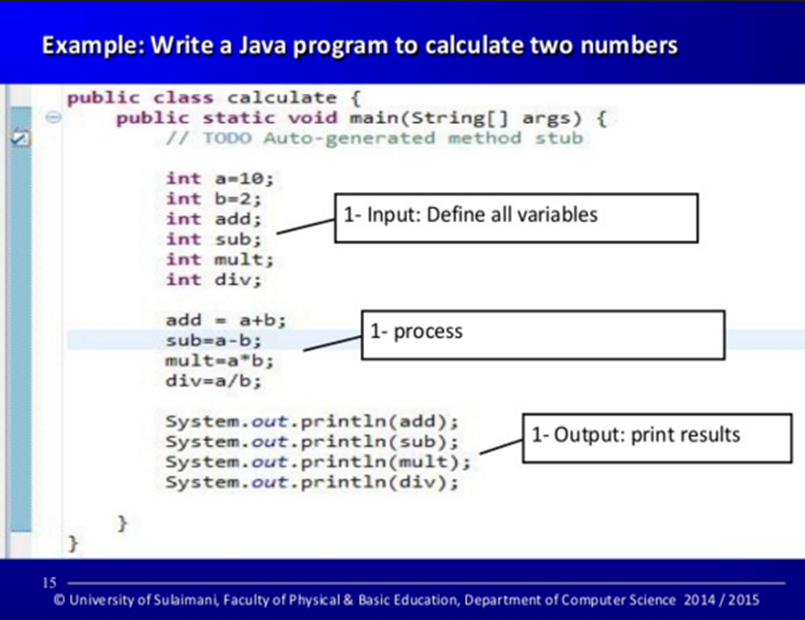 Example: Write a Java program to calculate two numbers
public class calculate {
public static void main(String[] args) {
// TODO Auto-generated method stub
int a=10;
int b=2;
int add;
int sub;
int mult;
int div;
1- Input: Define all variables
add = a+b;
sub=a-b;
mult=a*b;
div=a/b;
1- process
System.out.println(add);
System.out.println(sub);
System.out.println(mult);
System.out.println(div);
1- Output: print results
}
}
15
© University of Sulaimani, Faculty of Physical & Basic Education, Department of Computer Science 2014 / 2015